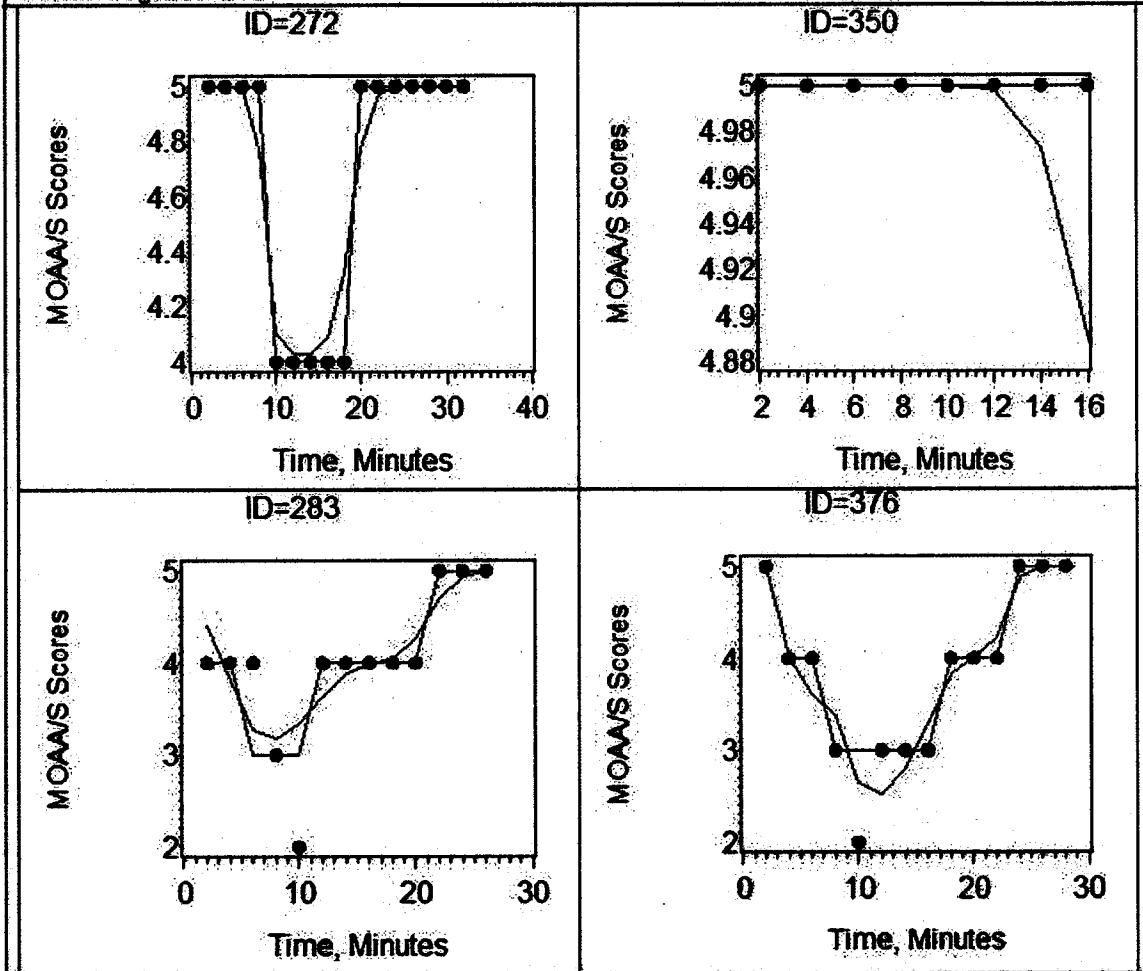 ID=272
MOAA/S Scores
5
4.8
4.6
4.4
4.2
4
0 10 20 30 40
Time, Minutes
ID=350
MOAA/S Scores
5
4.98
4.96
4.94
4.92
4.9
4.88
2 4 6 8 10 12 14 16
Time, Minutes
ID=283
MOAA/S Scores
5
4
3
2
0 10 20 30
Time, Minutes
ID=376
MOAA/S Scores
5
4
3
2
0 10 20 30
Time, Minutes